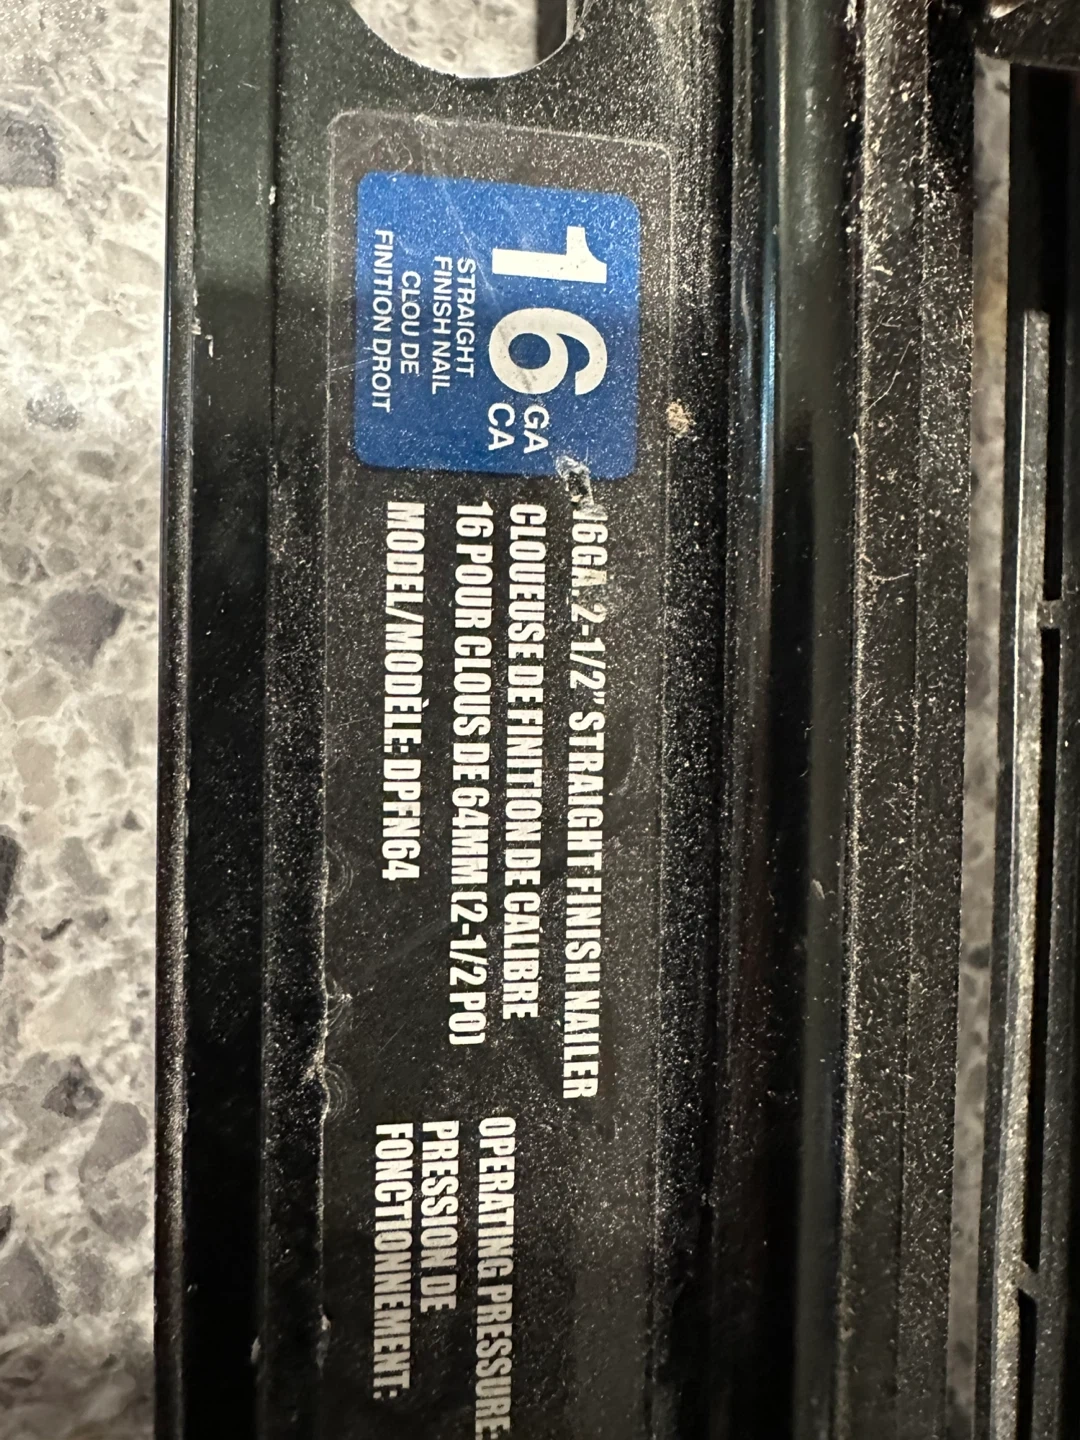 16 GA
CA
STRAIGHT
FINISH NAIL
CLOU DE
FINITION DROIT
16GA. 2-1/2" STRAIGHT FINISH NAILER
CLOUEUSE DE FINITION DE CALIBRE
16 POUR CLOUS DE 64MM (2-1/2 PO)
MODEL/MODÈLE: DPFN64
OPERATING PRESSURE:
PRESSION DE
FONCTIONNEMENT: